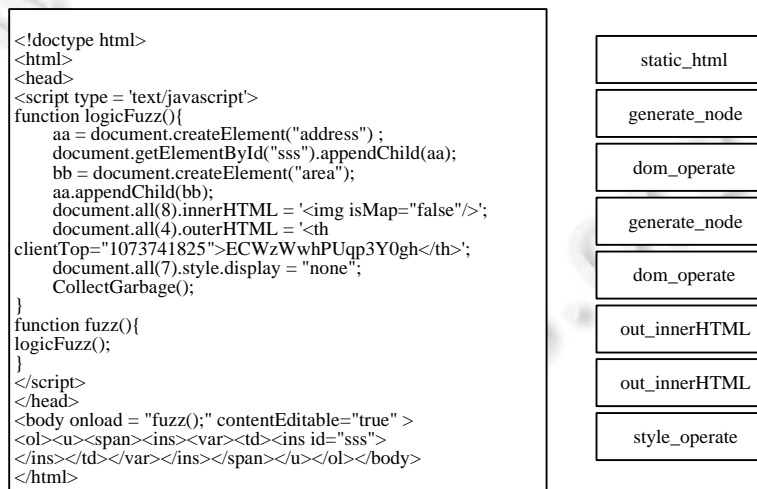 <!doctype html>
<html>
<head>
<script type = 'text/javascript'>
function logicFuzz(){
aa = document.createElement("address") ;
document.getElementById("sss").appendChild(aa);
bb = document.createElement("area");
aa.appendChild(bb);
document.all(8).innerHTML = '<img isMap="false"/>';
document.all(4).outerHTML = '<th
clientTop="1073741825">ECWzWwhPUqp3Y0gh</th>';
document.all(7).style.display = "none";
CollectGarbage();
}
function fuzz(){
logicFuzz();
}
</script>
</head>
<body onload = "fuzz();" contentEditable="true" >
<ol><u><span><ins><var><td><ins id="sss">
</ins></td></var></ins></span></u></ol></body>
</html>
static_html
generate_node
dom_operate
generate_node
dom_operate
out_innerHTML
out_innerHTML
style_operate